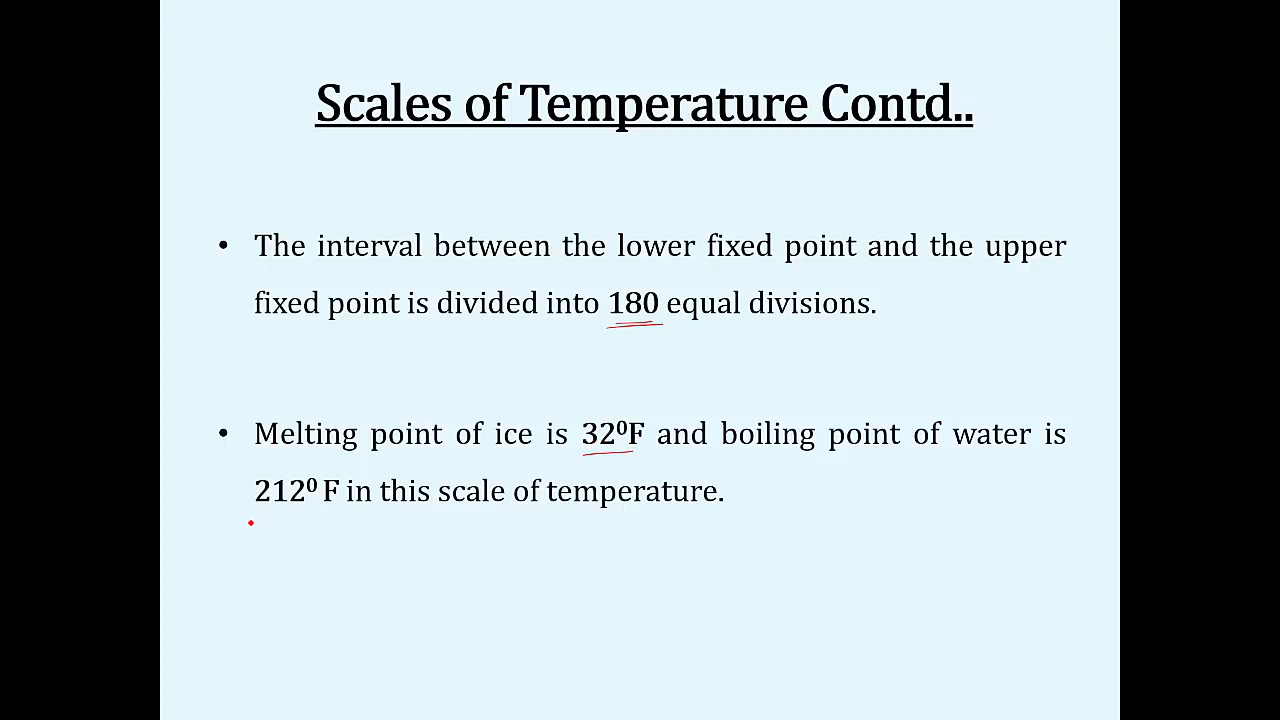 Scales of Temperature Contd..
• The interval between the lower fixed point and the upper
fixed point is divided into 180 equal divisions.
• Melting point of ice is 32⁰F and boiling point of water is
212⁰ F in this scale of temperature.